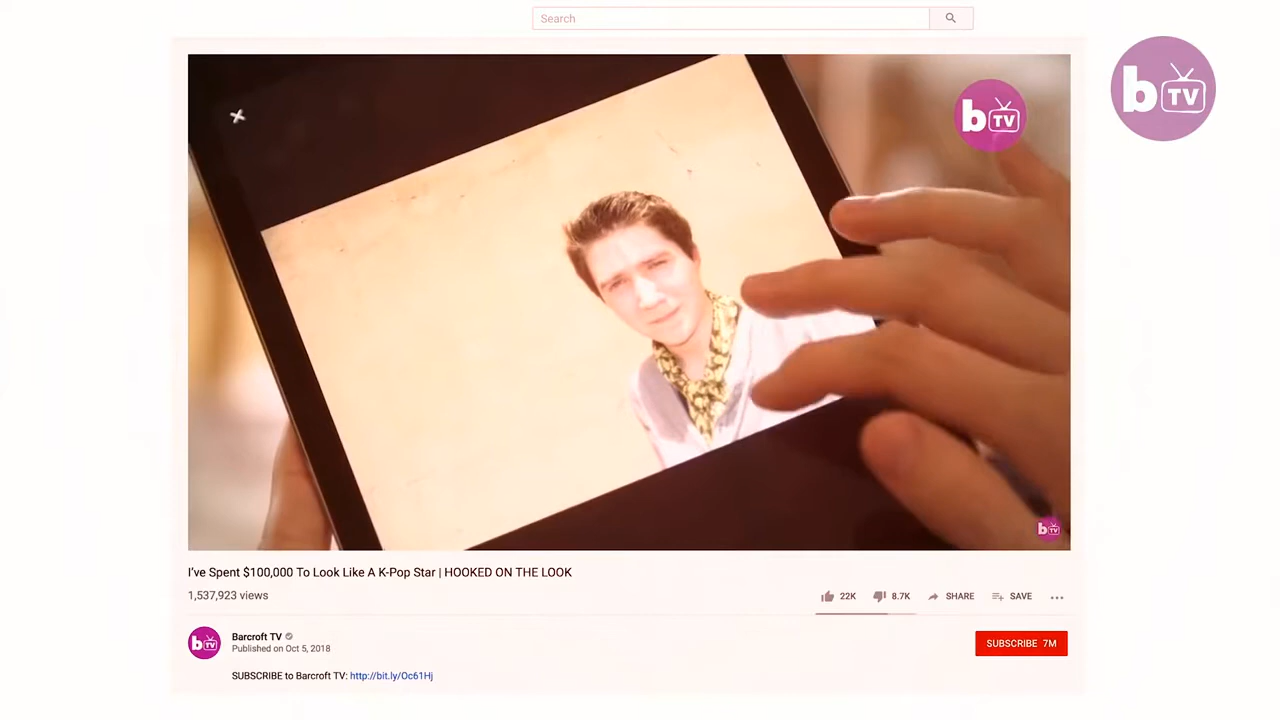 Search
bTV
bTV
bTV
I've Spent $100,000 To Look Like A K-Pop Star | HOOKED ON THE LOOK
1,537,923 views
22K 8.7K SHARE SAVE
bTV
Barcroft TV
Published on Oct 5, 2018
SUBSCRIBE 7M
SUBSCRIBE to Barcroft TV: http://bit.ly/Oc61Hj